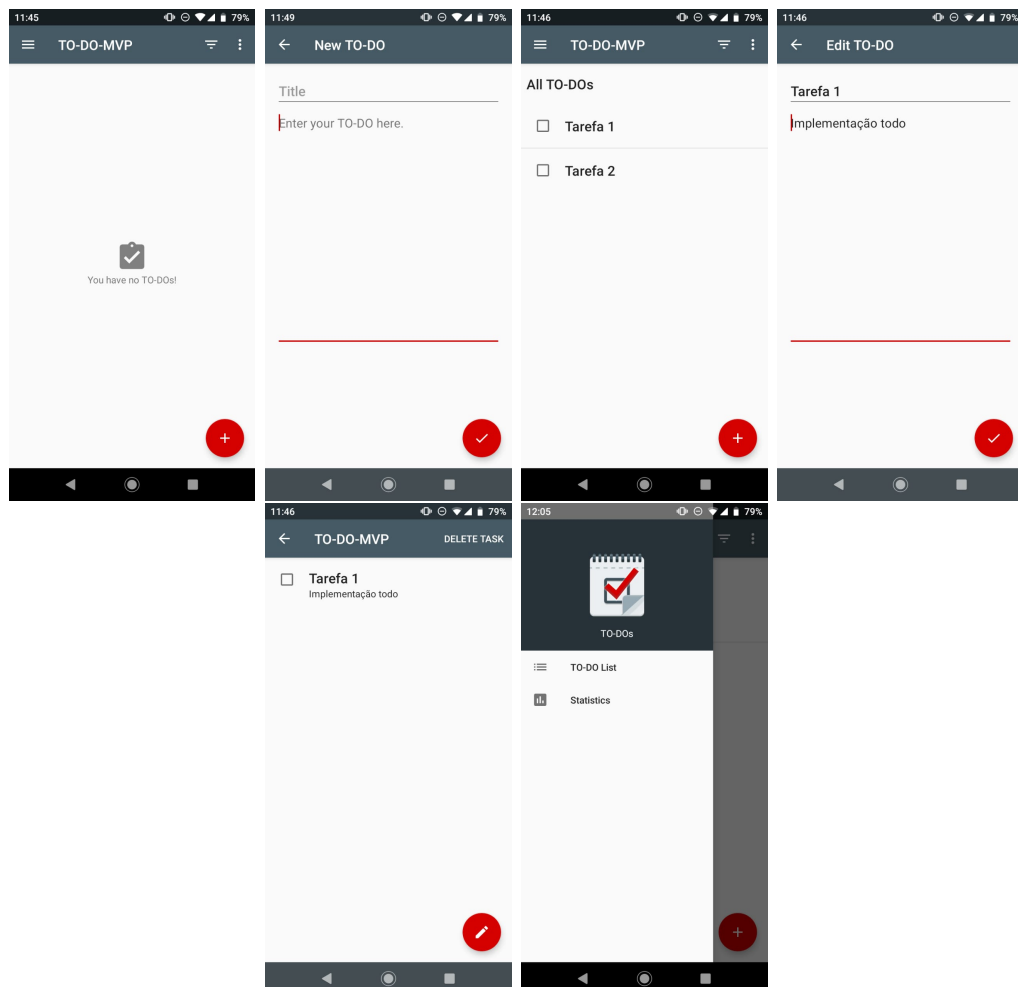 11:45 79%
TO-DO-MVP
You have no TO-DOs!
11:49 79%
New TO-DO
Title
Enter your TO-DO here.
11:46 79%
TO-DO-MVP
All TO-DOs
Tarefa 1
Tarefa 2
11:46 79%
Edit TO-DO
Tarefa 1
Implementação todo
11:46 79%
TO-DO-MVP DELETE TASK
Tarefa 1
Implementação todo
12:05 79%
TO-DOs
TO-DO List
Statistics